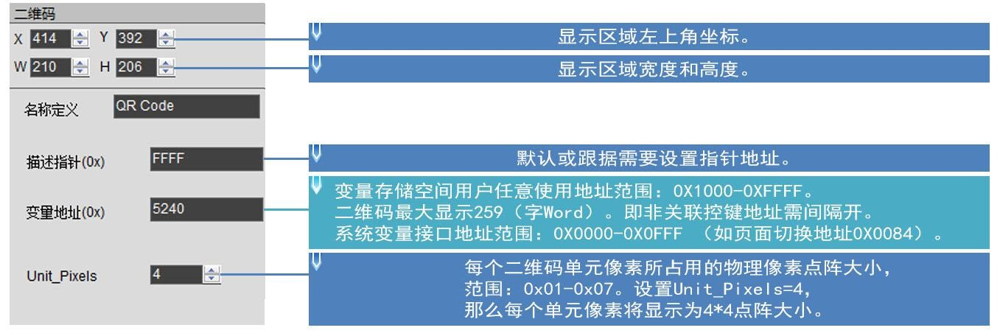 二维码
X 414 Y 392
显示区域左上角坐标。
W 210 H 206
显示区域宽度和高度。
名称定义 QR Code
描述指针(0x) FFFF
默认或跟据需要设置指针地址。
变量地址(0x) 5240
变量存储空间用户任意使用地址范围：0X1000-0XFFFF。
二维码最大显示259（字Word）。即非关联控键地址需间隔开。
系统变量接口地址范围：0X0000-0X0FFF （如页面切换地址0X0084）。
Unit_Pixels 4
每个二维码单元像素所占用的物理像素点阵大小，
范围：0x01-0x07。设置Unit_Pixels=4，
那么每个单元像素将显示为4*4点阵大小。